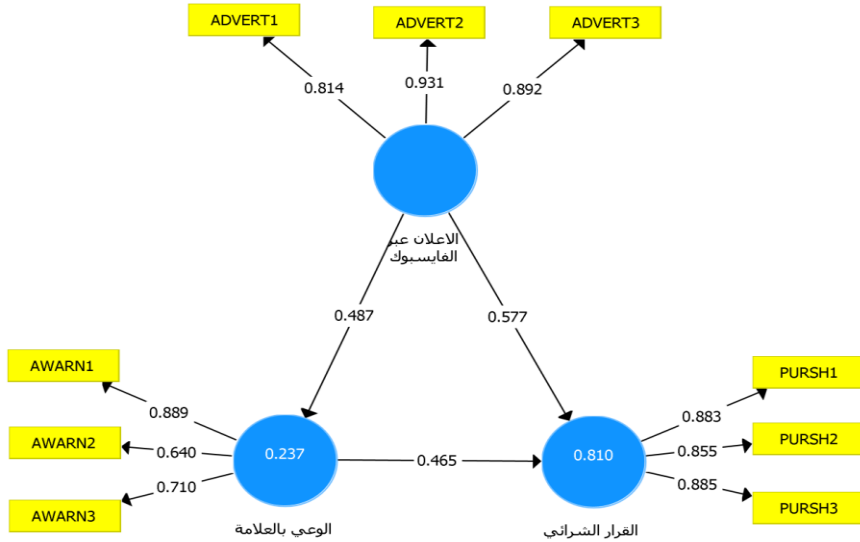 ADVERT1
ADVERT2
ADVERT3
0.814
0.931
0.892
الاعلان عبر
الفايسبوك
0.487
0.577
AWARN1
AWARN2
AWARN3
0.889
0.640
0.710
0.237
الوعي بالعلامة
0.465
0.810
القرار الشرائي
0.883
0.855
0.885
PURSH1
PURSH2
PURSH3